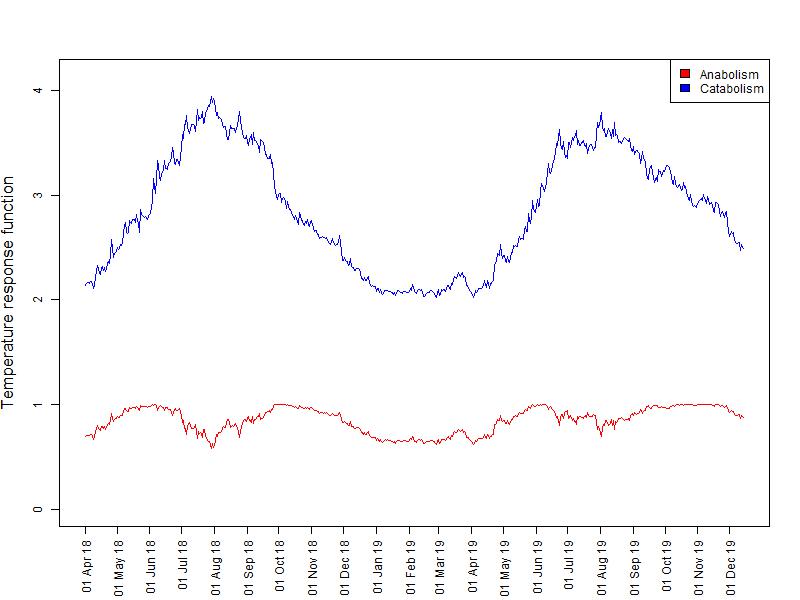 Anabolism
Catabolism
Temperature response function
4
3
2
1
0
01 Apr 18
01 May 18
01 Jun 18
01 Jul 18
01 Aug 18
01 Sep 18
01 Oct 18
01 Nov 18
01 Dec 18
01 Jan 19
01 Feb 19
01 Mar 19
01 Apr 19
01 May 19
01 Jun 19
01 Jul 19
01 Aug 19
01 Sep 19
01 Oct 19
01 Nov 19
01 Dec 19